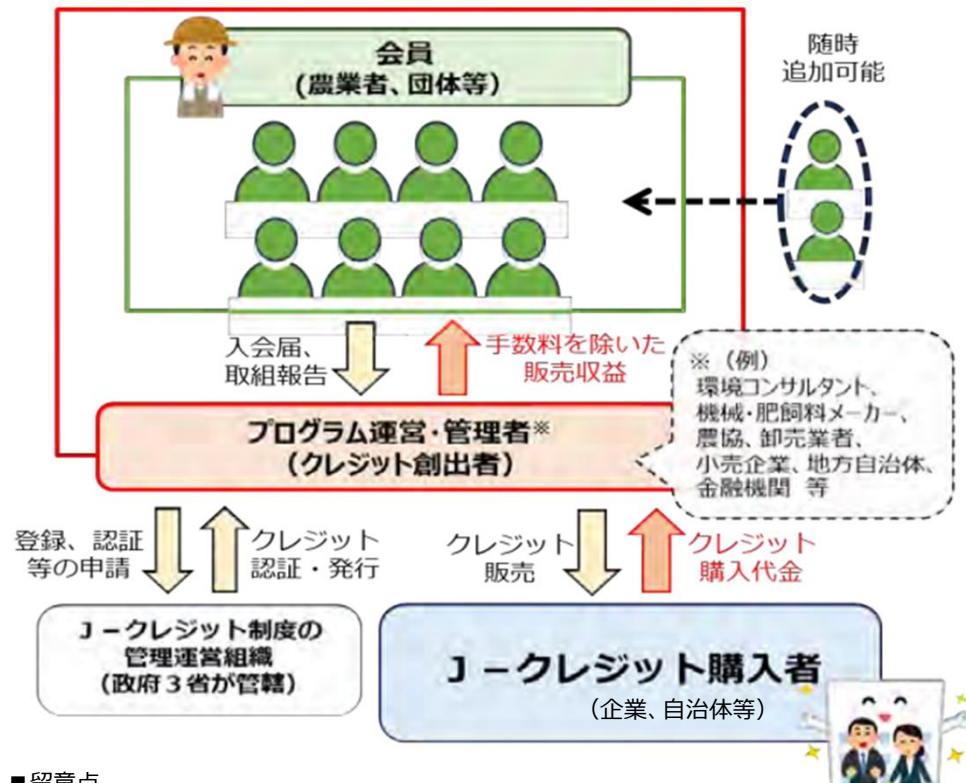 会員
(農業者、団体等)
随時
追加可能
入会届、
取組報告
手数料を除いた
販売収益
※（例）
環境コンサルタント、
機械・肥飼料メーカー、
農協、卸売業者、
小売企業、地方自治体、
金融機関 等
プログラム運営・管理者※
（クレジット創出者）
登録、認証
等の申請
クレジット
認証・発行
クレジット
販売
クレジット
購入代金
Ｊ－クレジット制度の
管理運営組織
(政府３省が管轄)
Ｊ－クレジット購入者
（企業、自治体等）
■留意点